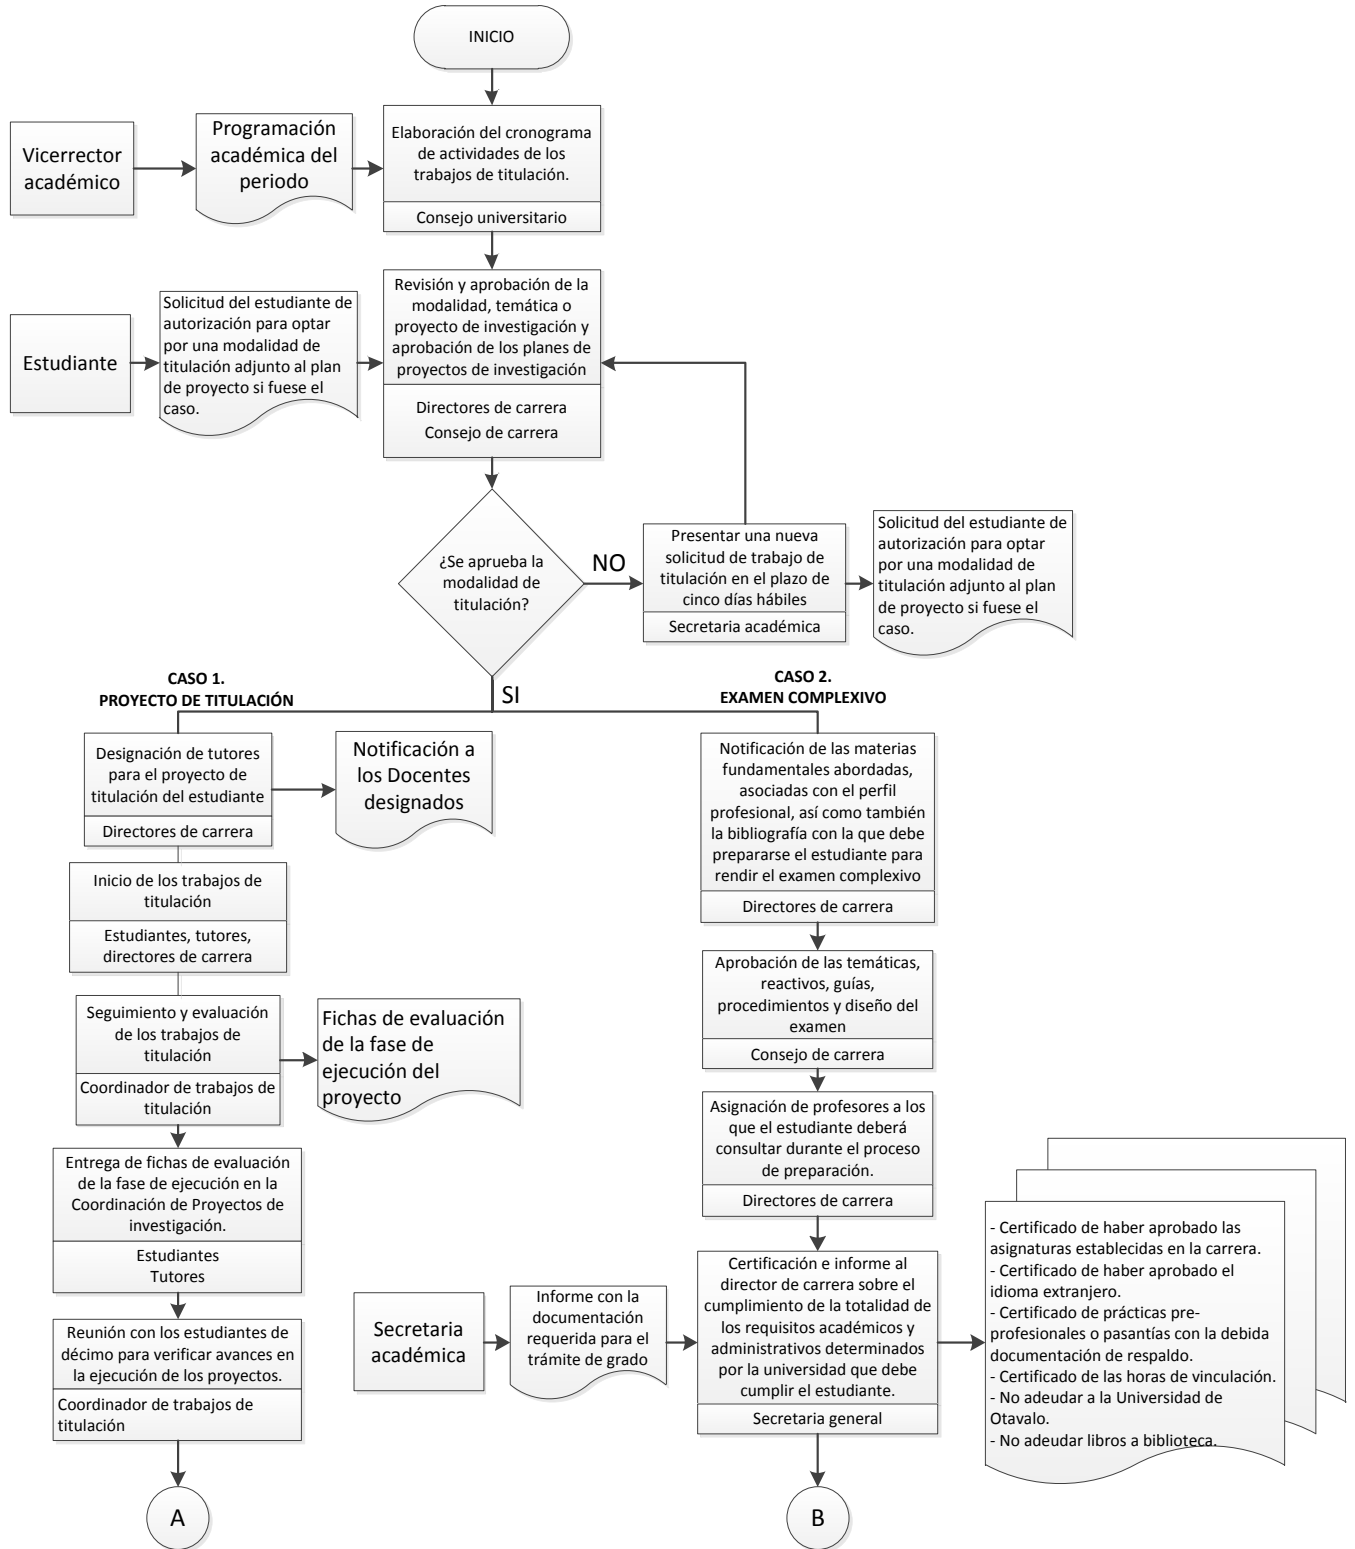 INICIO
Vicerrector
académico
Programación
académica del
periodo
Elaboración del cronograma
de actividades de los
trabajos de titulación.
Consejo universitario
Estudiante
Solicitud del estudiante de
autorización para optar
por una modalidad de
titulación adjunto al plan
de proyecto si fuese el
caso.
Revisión y aprobación de la
modalidad, temática o
proyecto de investigación y
aprobación de los planes de
proyectos de investigación
Directores de carrera
Consejo de carrera
¿Se aprueba la
modalidad de
titulación?
NO
Presentar una nueva
solicitud de trabajo de
titulación en el plazo de
cinco días hábiles
Secretaria académica
Solicitud del estudiante de
autorización para optar
por una modalidad de
titulación adjunto al plan
de proyecto si fuese el
caso.
SI
CASO 1.
PROYECTO DE TITULACIÓN
Designación de tutores
para el proyecto de
titulación del estudiante
Directores de carrera
Notificación a
los Docentes
designados
Inicio de los trabajos de
titulación
Estudiantes, tutores,
directores de carrera
Seguimiento y evaluación
de los trabajos de
titulación
Coordinador de trabajos de
titulación
Fichas de evaluación
de la fase de
ejecución del
proyecto
Entrega de fichas de evaluación
de la fase de ejecución en la
Coordinación de Proyectos de
investigación.
Estudiantes
Tutores
Reunión con los estudiantes de
décimo para verificar avances en
la ejecución de los proyectos.
Coordinador de trabajos de
titulación
A
CASO 2.
EXAMEN COMPLEXIVO
Notificación de las materias
fundamentales abordadas,
asociadas con el perfil
profesional, así como también
la bibliografía con la que debe
prepararse el estudiante para
rendir el examen complexivo
Directores de carrera
Aprobación de las temáticas,
reactivos, guías,
procedimientos y diseño del
examen
Consejo de carrera
Asignación de profesores a los
que el estudiante deberá
consultar durante el proceso
de preparación.
Directores de carrera
Secretaria
académica
Informe con la
documentación
requerida para el
trámite de grado
Certificación e informe al
director de carrera sobre el
cumplimiento de la totalidad de
los requisitos académicos y
administrativos determinados
por la universidad que debe
cumplir el estudiante.
Secretaria general
- Certificado de haber aprobado las
asignaturas establecidas en la carrera.
- Certificado de haber aprobado el
idioma extranjero.
- Certificado de prácticas pre-
profesionales o pasantías con la debida
documentación de respaldo.
- Certificado de las horas de vinculación.
- No adeudar a la Universidad de
Otavalo.
- No adeudar libros a biblioteca.
B